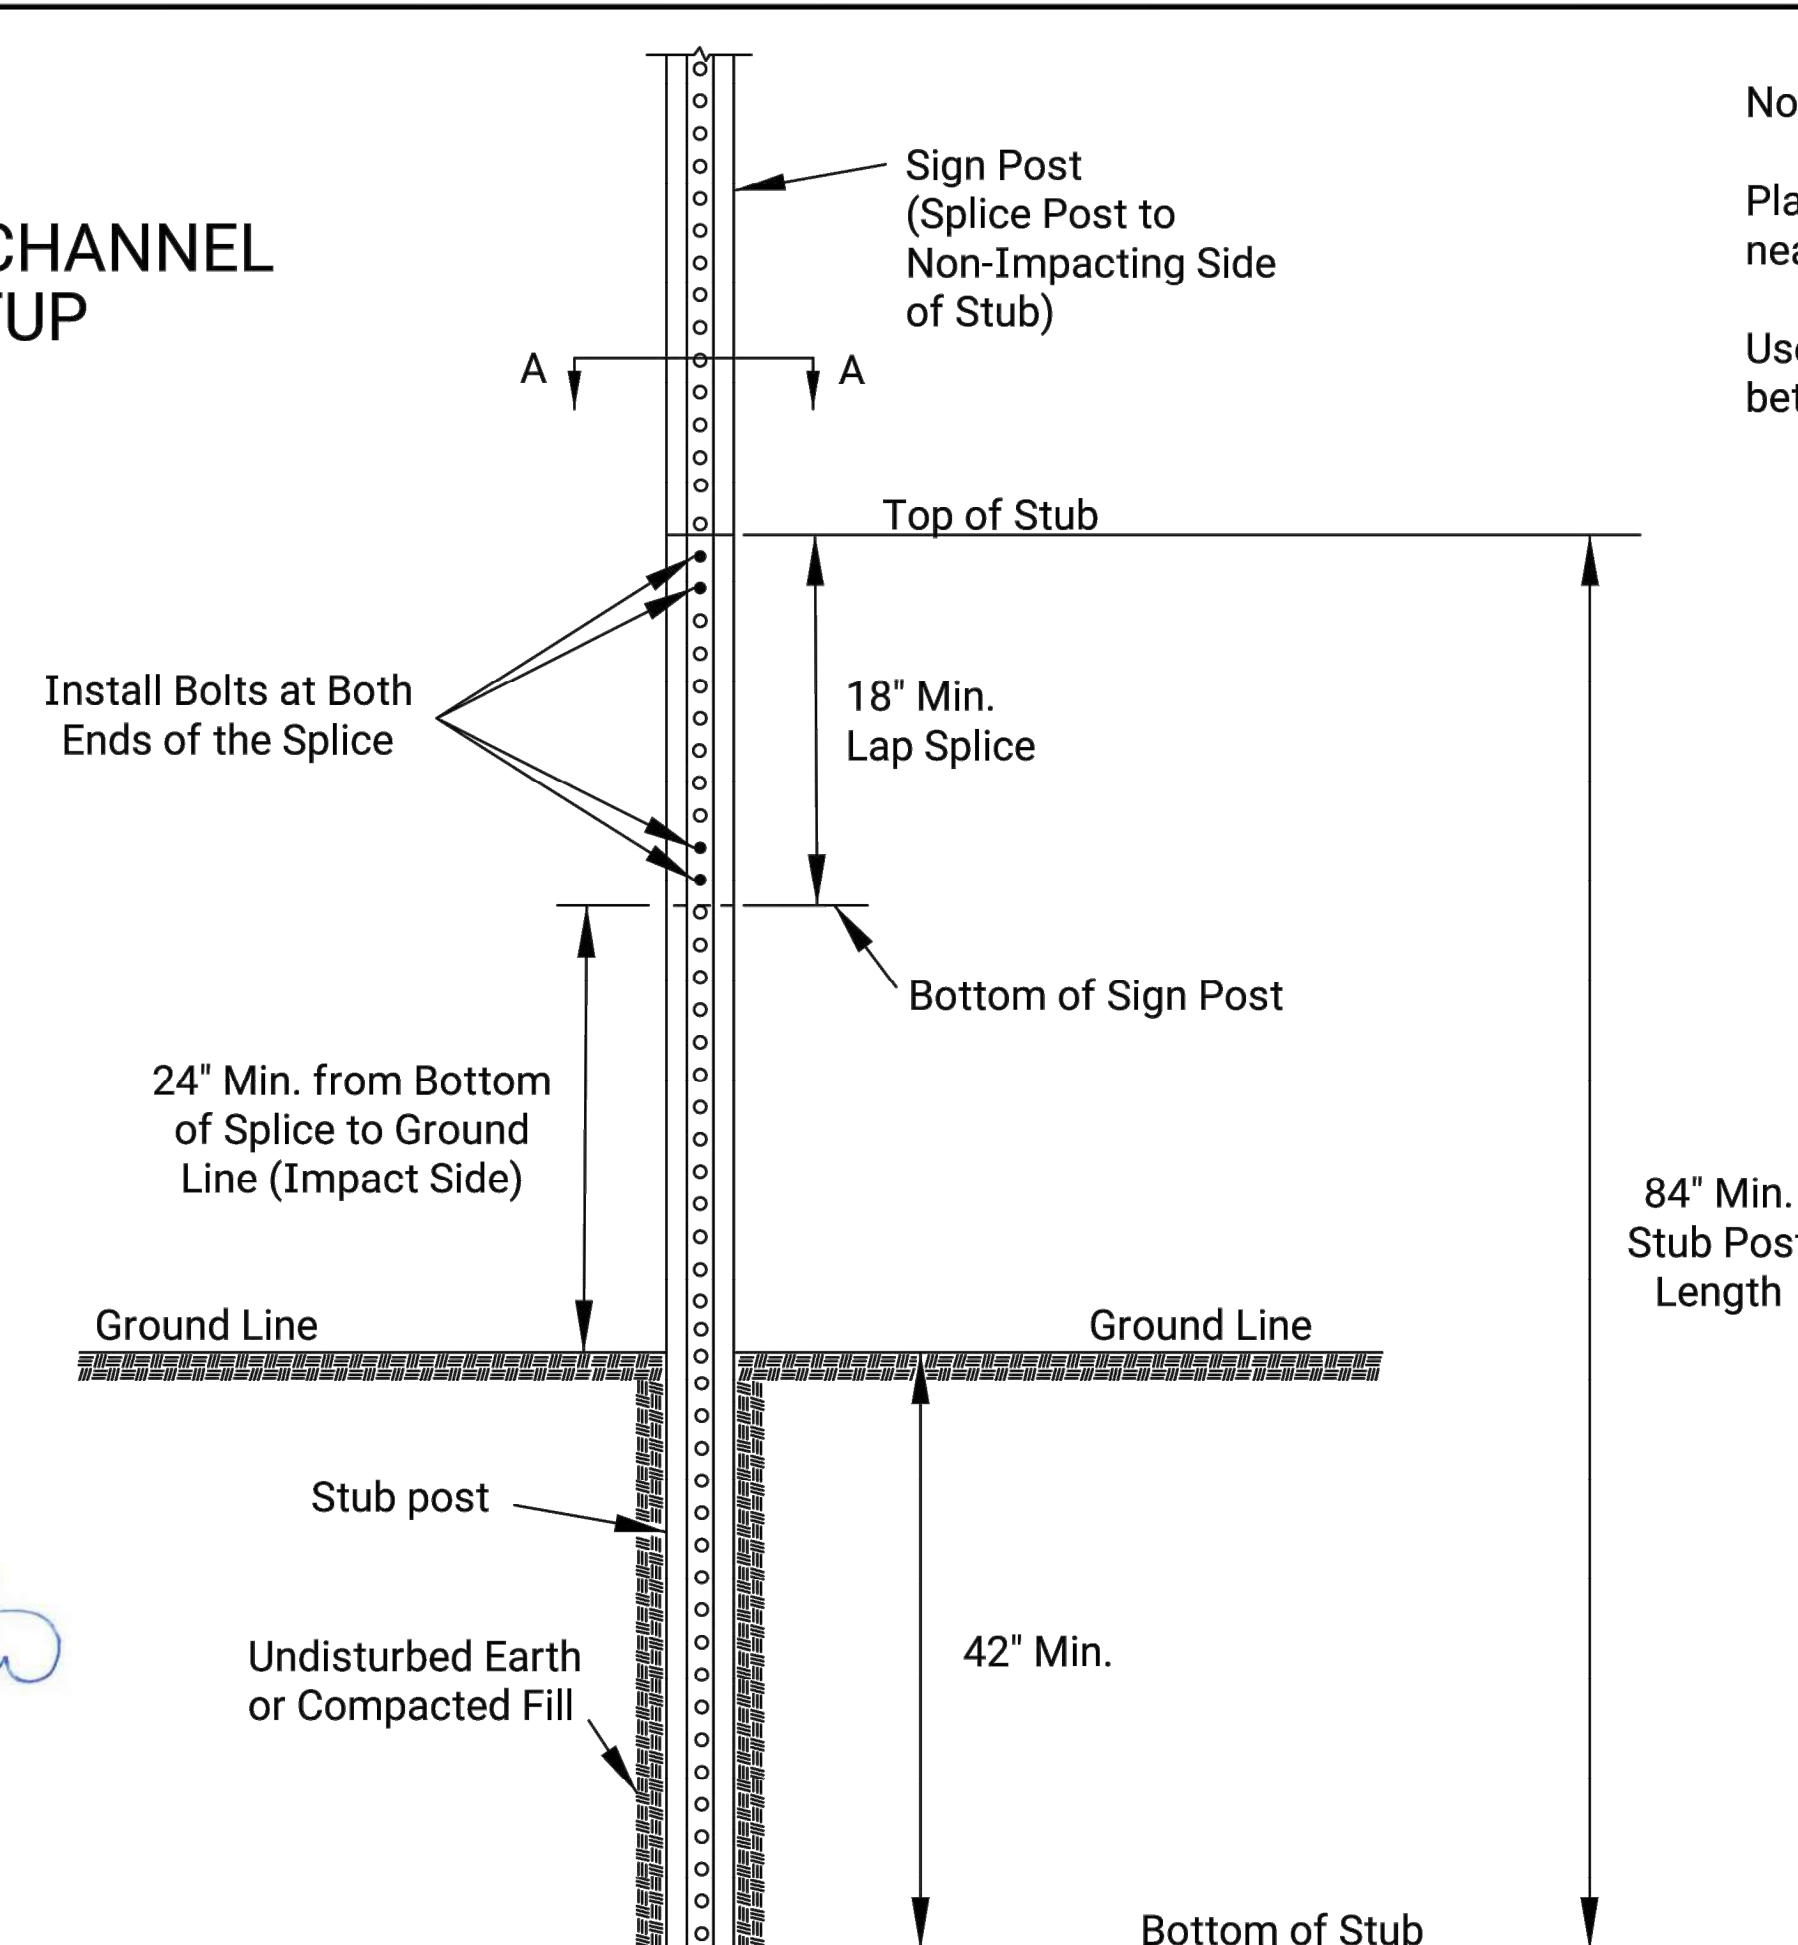 CHANNEL
Sign Post
(Splice Post to
Non-Impacting Side
of Stub)
A
A
Top of Stub
Install Bolts at Both
Ends of the Splice
18" Min.
Lap Splice
Bottom of Sign Post
24" Min. from Bottom
of Splice to Ground
Line (Impact Side)
84" Min.
Stub Post
Length
Ground Line
Ground Line
Stub post
Undisturbed Earth
or Compacted Fill
42" Min.
Bottom of Stub